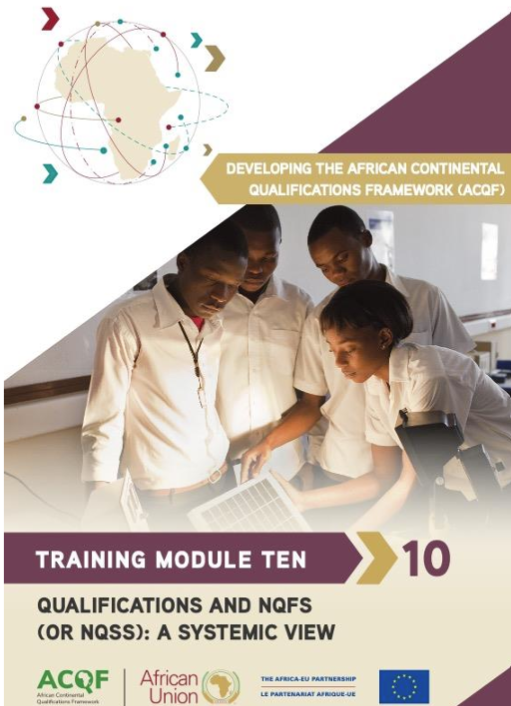 DEVELOPING THE AFRICAN CONTINENTAL
QUALIFICATIONS FRAMEWORK (ACQF)
TRAINING MODULE TEN
10
QUALIFICATIONS AND NQFS
(OR NQSS): A SYSTEMIC VIEW
ACQF
African Continental
Qualifications Framework
African
Union
THE AFRICA-EU PARTNERSHIP
LE PARTENARIAT AFRIQUE-UE